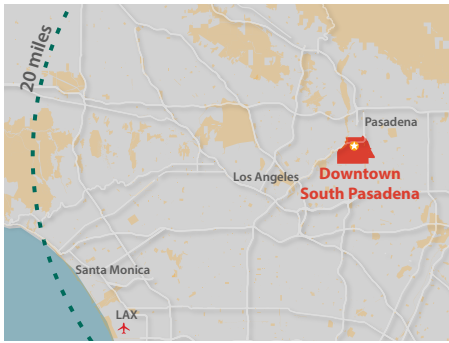 20 miles
Pasadena
Los Angeles
Downtown
South Pasadena
Santa Monica
LAX